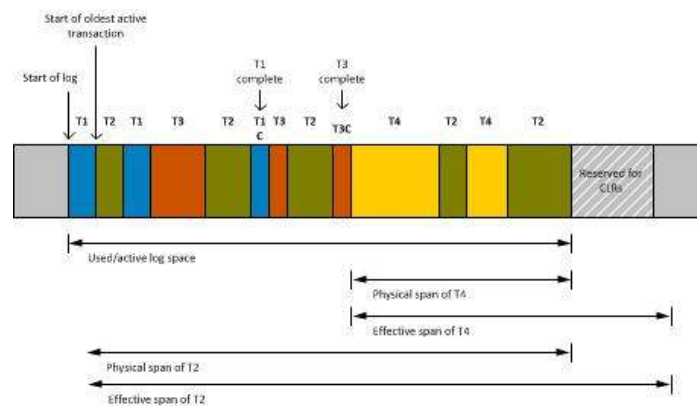 Start of oldest active
transaction
Start of log
T1
complete
T3
complete
T1 T2 T1 T3 T2 T1 T3 T2 T3C T4 T2 T4 T2
C
Reserved for
CLRs
Used/active log space
Physical span of T4
Effective span of T4
Physical span of T2
Effective span of T2